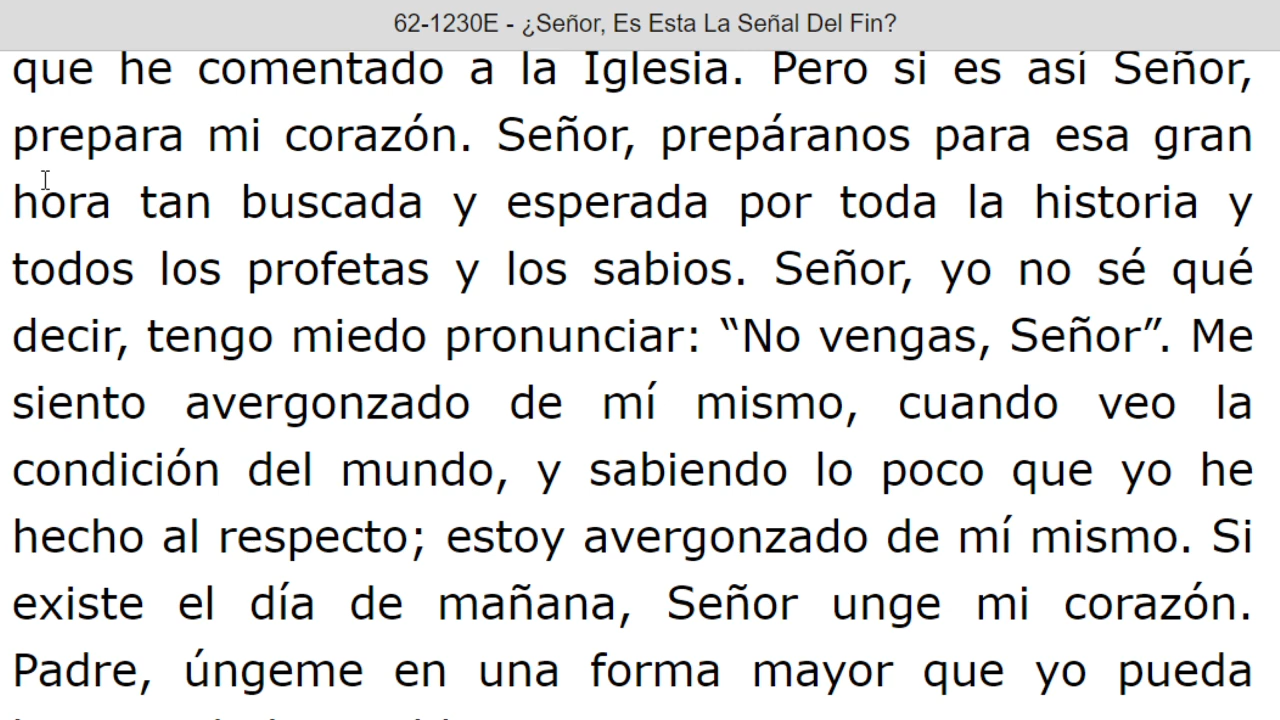 62-1230E - ¿Señor, Es Esta La Señal Del Fin?
que he comentado a la Iglesia. Pero si es así Señor,
prepara mi corazón. Señor, prepáranos para esa gran
hora tan buscada y esperada por toda la historia y
todos los profetas y los sabios. Señor, yo no sé qué
decir, tengo miedo pronunciar: “No vengas, Señor”. Me
siento avergonzado de mí mismo, cuando veo la
condición del mundo, y sabiendo lo poco que yo he
hecho al respecto; estoy avergonzado de mí mismo. Si
existe el día de mañana, Señor unge mi corazón.
Padre, úngeme en una forma mayor que yo pueda